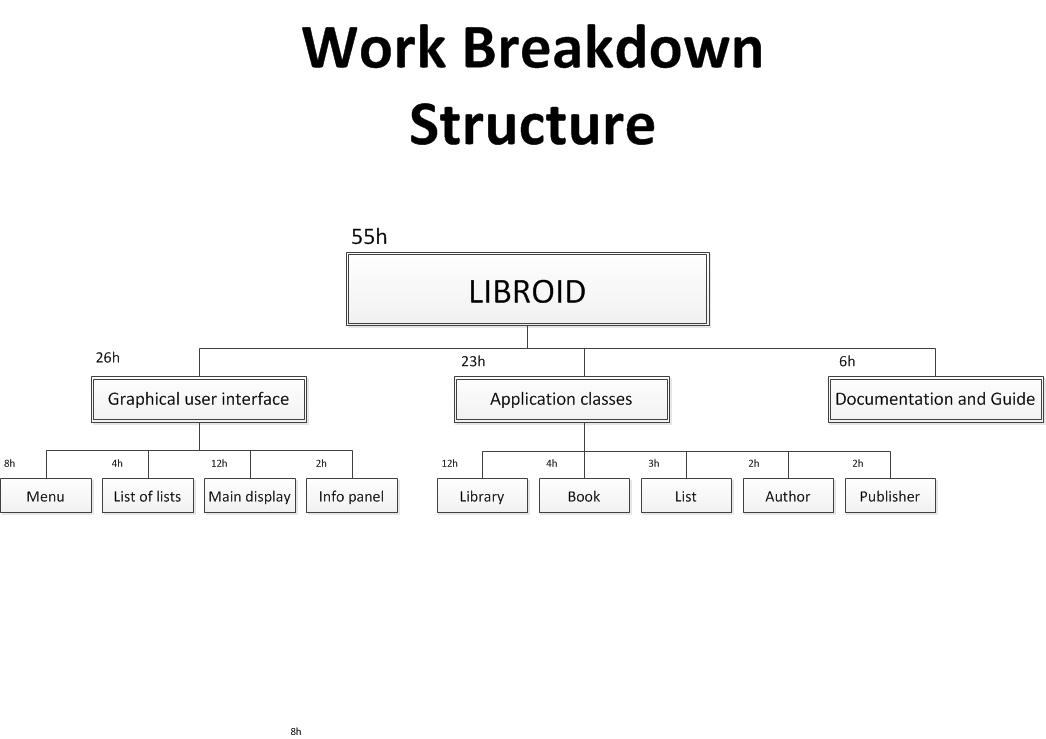 Work Breakdown
Structure
55h
LIBROID
26h
23h
6h
Graphical user interface
Application classes
Documentation and Guide
8h
4h
12h
2h
12h
4h
3h
2h
2h
Menu
List of lists
Main display
Info panel
Library
Book
List
Author
Publisher
8h